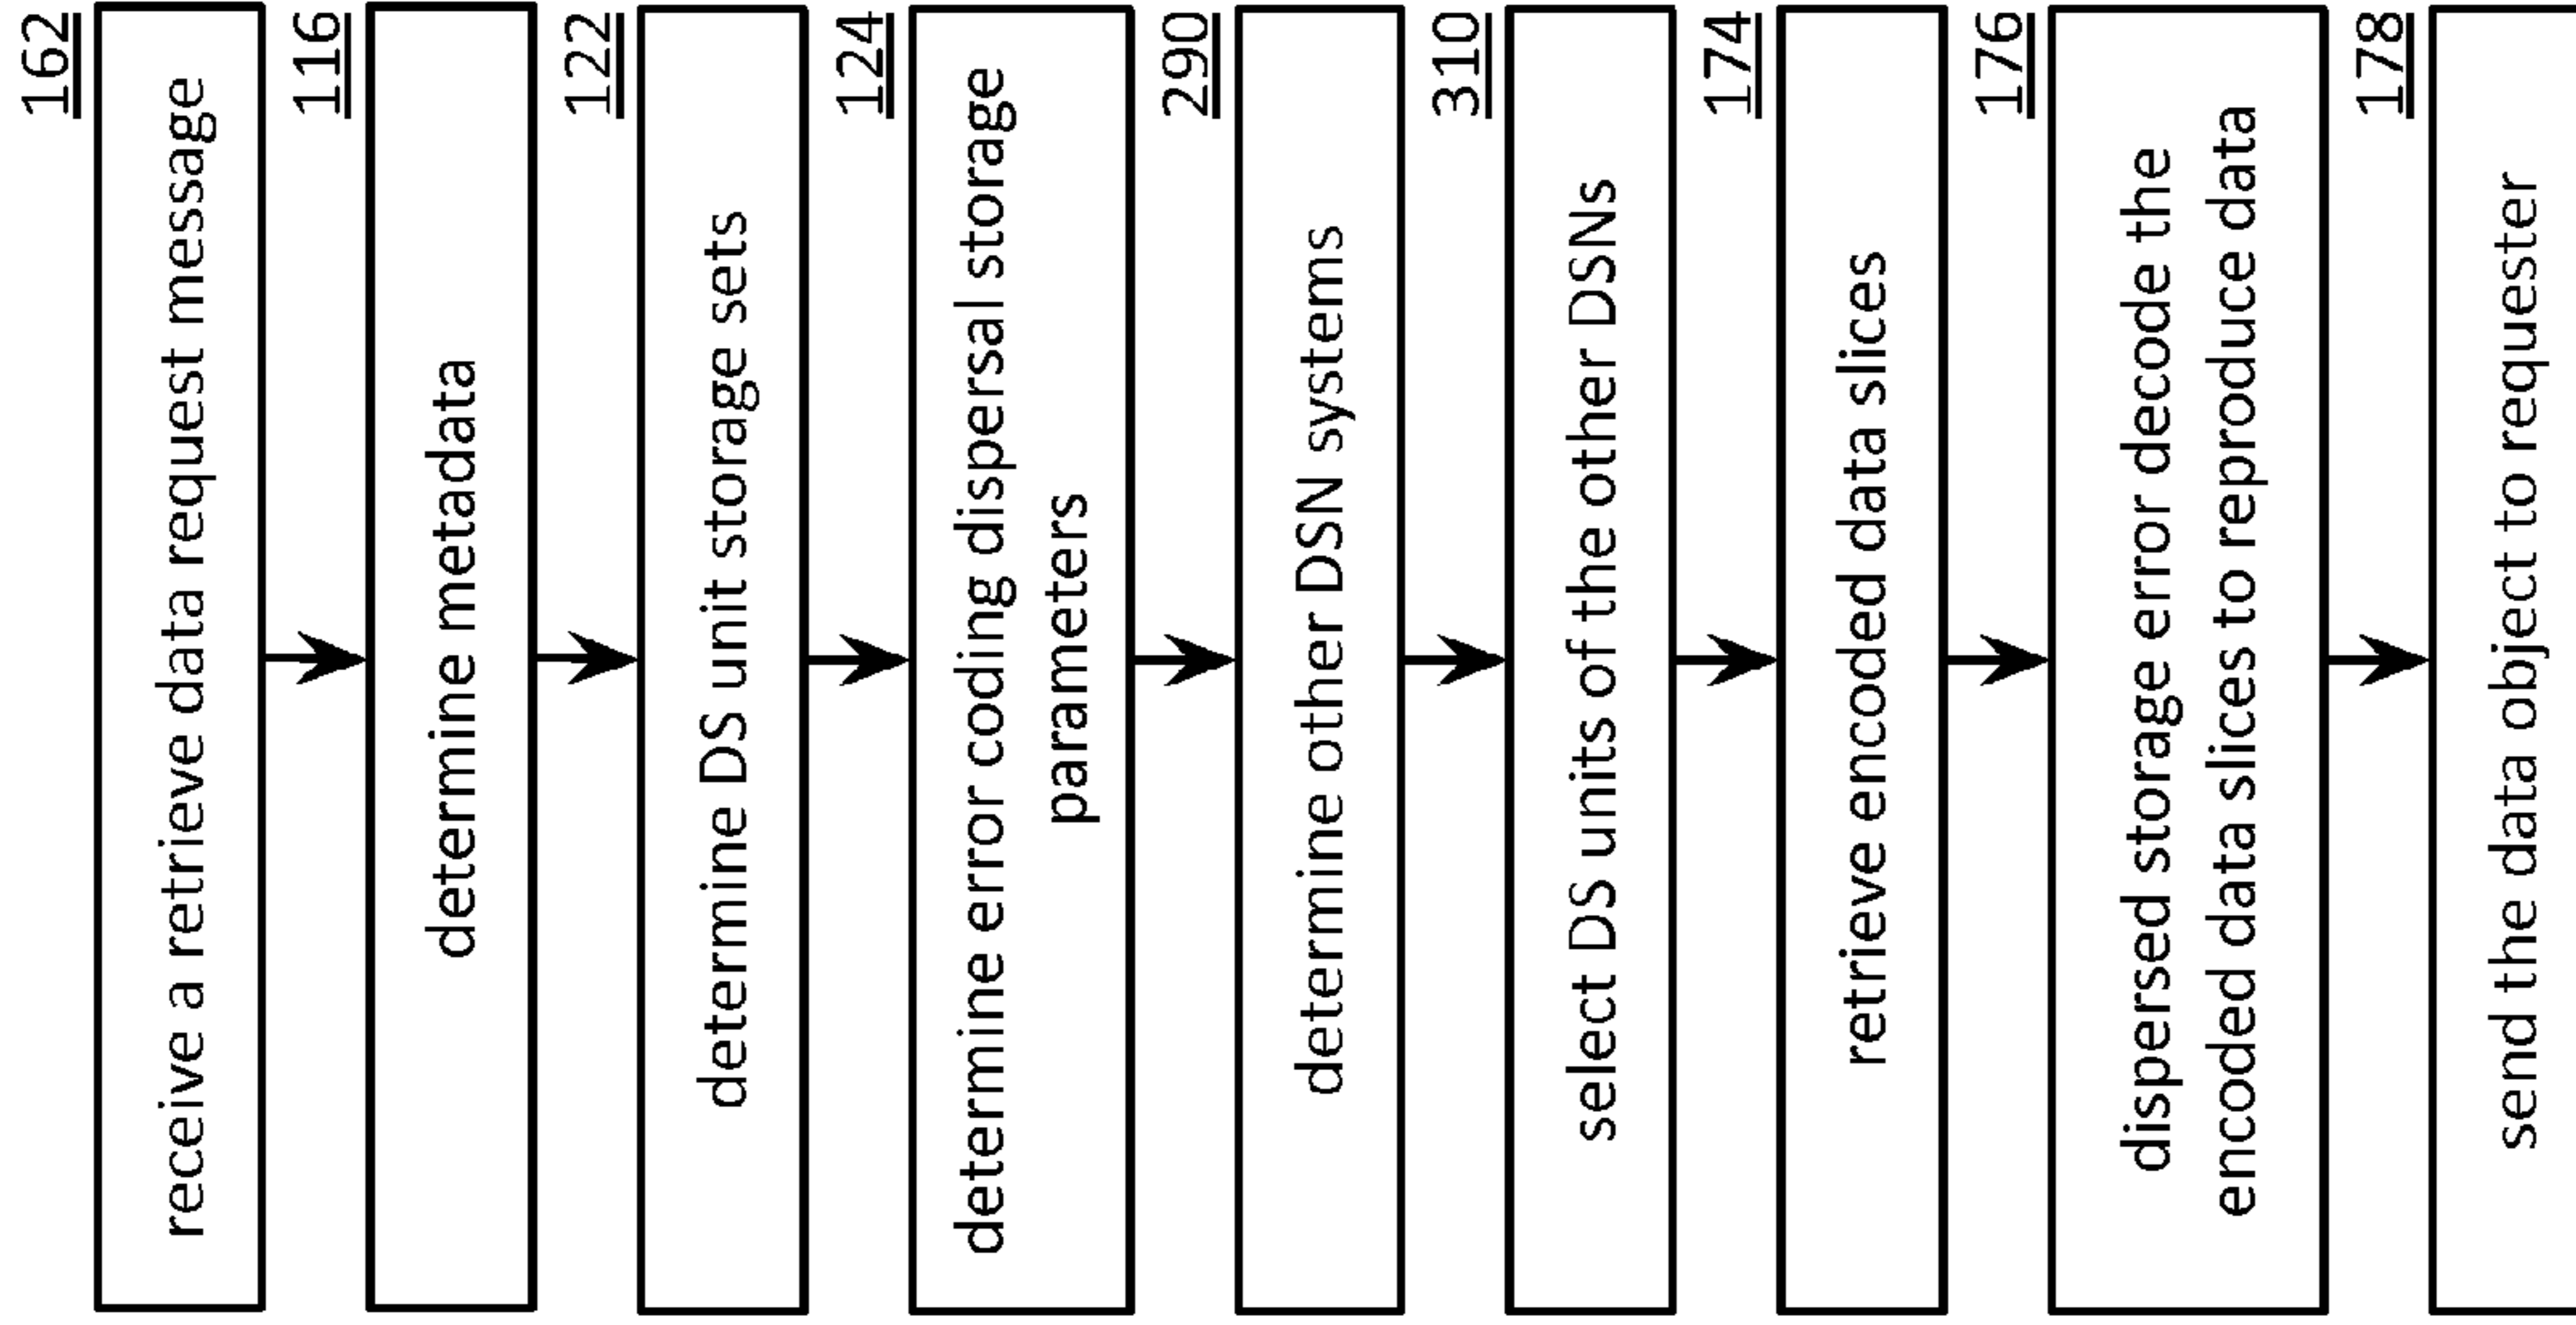 162
receive a retrieve data request message
116
determine metadata
122
determine DS unit storage sets
124
determine error coding dispersal storage
parameters
290
determine other DSN systems
310
select DS units of the other DSNs
174
retrieve encoded data slices
176
dispersed storage error decode the
encoded data slices to reproduce data
178
send the data object to requester